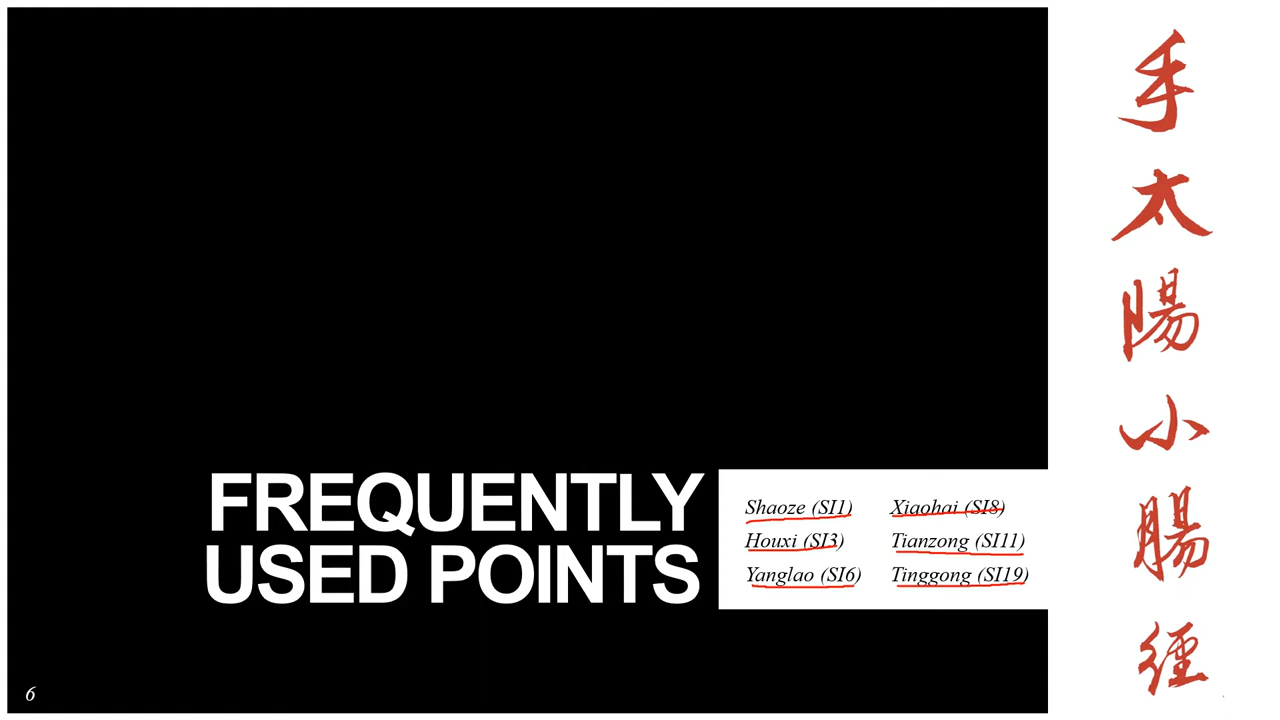 FREQUENTLY
USED POINTS
Shaoze (SI1)
Houxi (SI3)
Yanglao (SI6)
Xiaohai (SI8)
Tianzong (SI11)
Tinggong (SI19)
手太陽小腸經
6